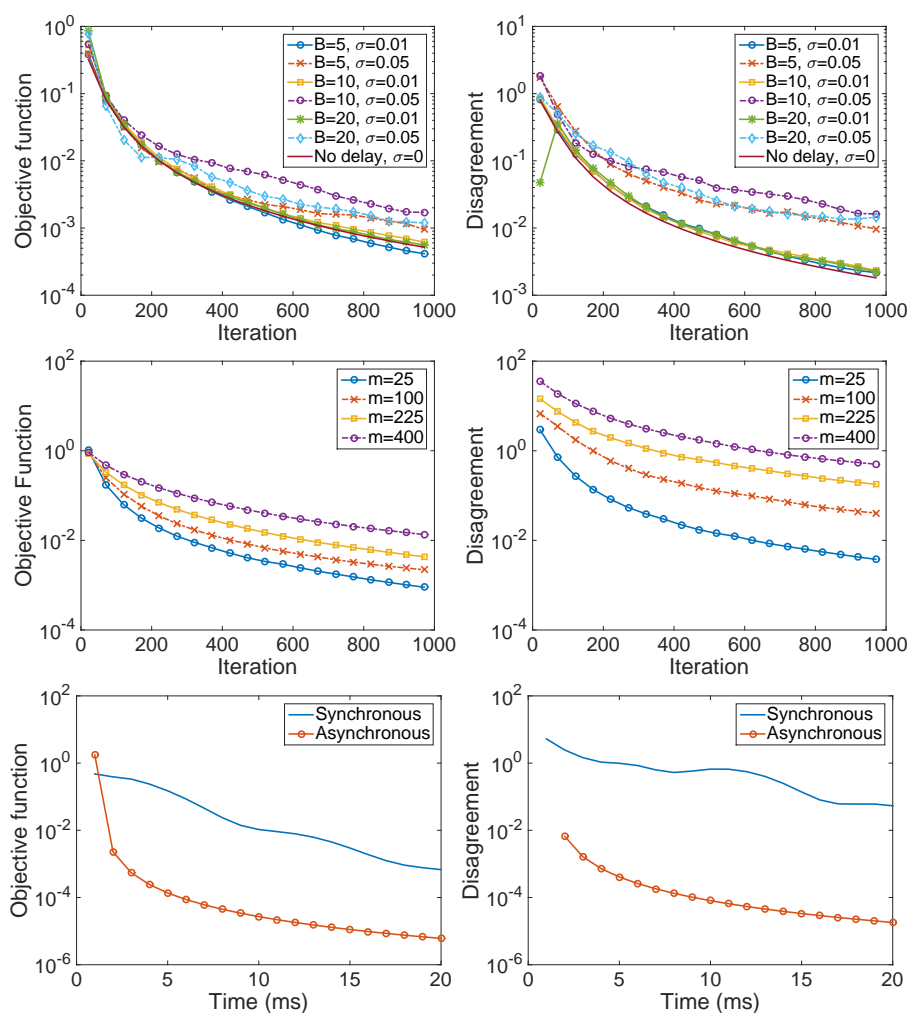 Objective function
10^0
10^-1
10^-2
10^-3
10^-4
0 200 400 600 800 1000
Iteration
B=5, σ=0.01
B=5, σ=0.05
B=10, σ=0.01
B=10, σ=0.05
B=20, σ=0.01
B=20, σ=0.05
No delay, σ=0
Disagreement
10^1
10^0
10^-1
10^-2
10^-3
0 200 400 600 800 1000
Iteration
B=5, σ=0.01
B=5, σ=0.05
B=10, σ=0.01
B=10, σ=0.05
B=20, σ=0.01
B=20, σ=0.05
No delay, σ=0
Objective Function
10^2
10^0
10^-2
10^-4
0 200 400 600 800 1000
Iteration
m=25
m=100
m=225
m=400
Disagreement
10^2
10^0
10^-2
10^-4
0 200 400 600 800 1000
Iteration
m=25
m=100
m=225
m=400
Objective function
10^2
10^0
10^-2
10^-4
10^-6
0 5 10 15 20
Time (ms)
Synchronous
Asynchronous
Disagreement
10^2
10^0
10^-2
10^-4
10^-6
0 5 10 15 20
Time (ms)
Synchronous
Asynchronous